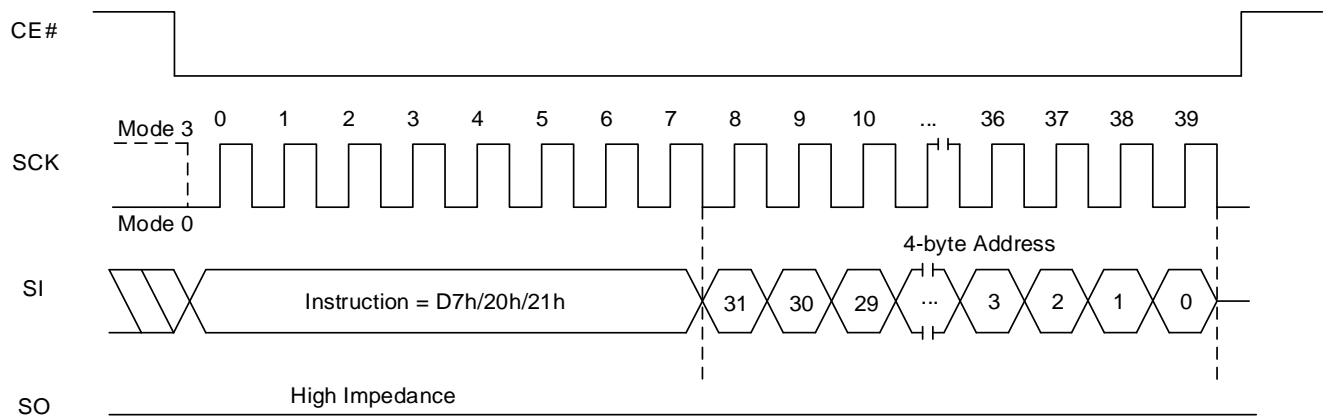 CE#
0 1 2 3 4 5 6 7 8 9 10 ... 36 37 38 39
Mode 3
SCK
Mode 0
4-byte Address
SI
Instruction = D7h/20h/21h
31 30 29 ... 3 2 1 0
High Impedance
SO